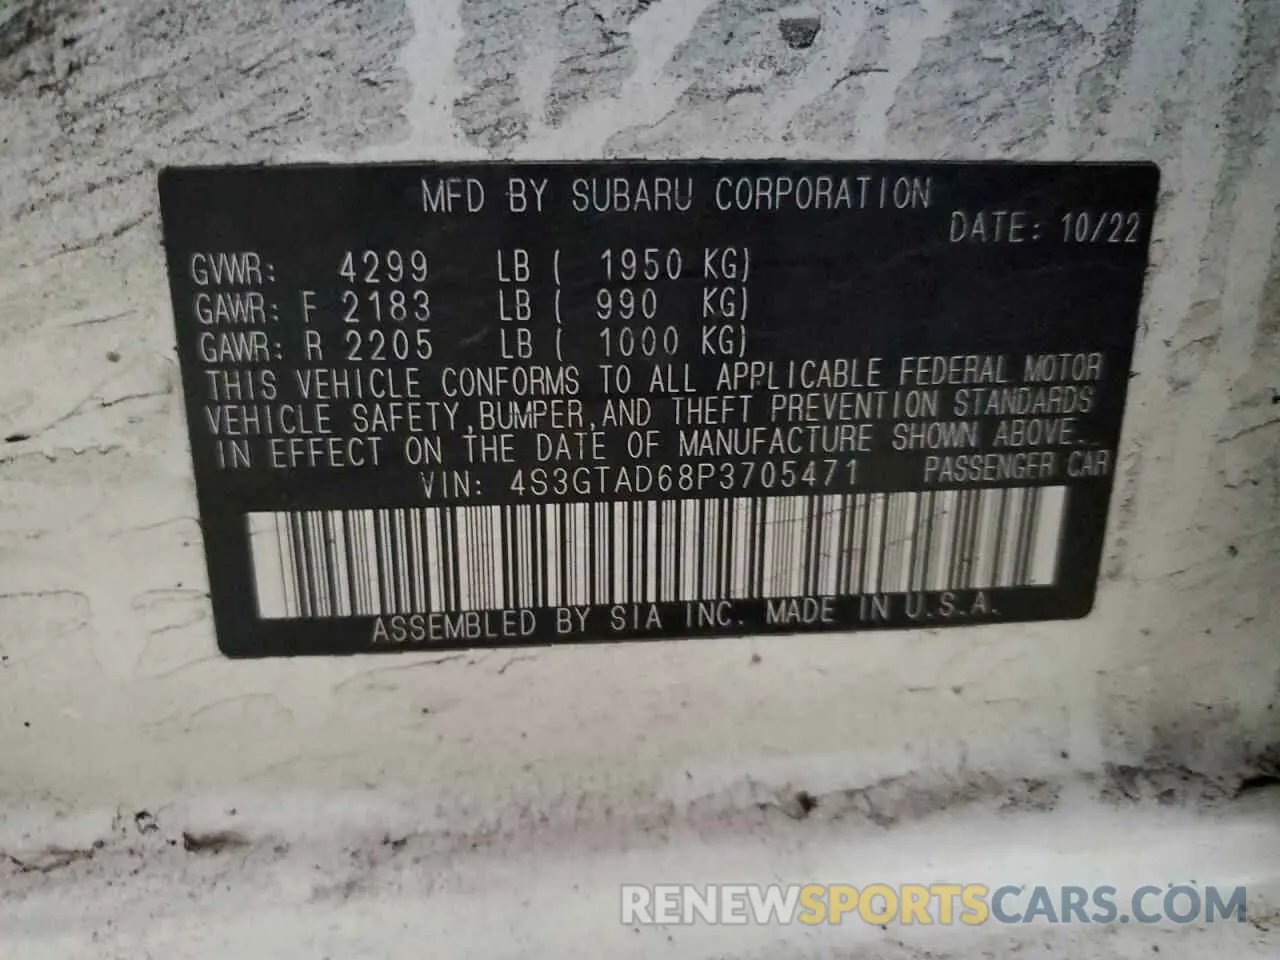 MFD BY SUBARU CORPORATION
DATE: 10/22
GVWR: 4299 LB ( 1950 KG)
GAWR: F 2183 LB ( 990 KG)
GAWR: R 2205 LB ( 1000 KG)
THIS VEHICLE CONFORMS TO ALL APPLICABLE FEDERAL MOTOR
VEHICLE SAFETY, BUMPER, AND THEFT PREVENTION STANDARDS
IN EFFECT ON THE DATE OF MANUFACTURE SHOWN ABOVE.
VIN: 4S3GTAD68P3705471 PASSENGER CAR
ASSEMBLED BY SIA INC. MADE IN U.S.A.
RENEWSPORTSCARS.COM